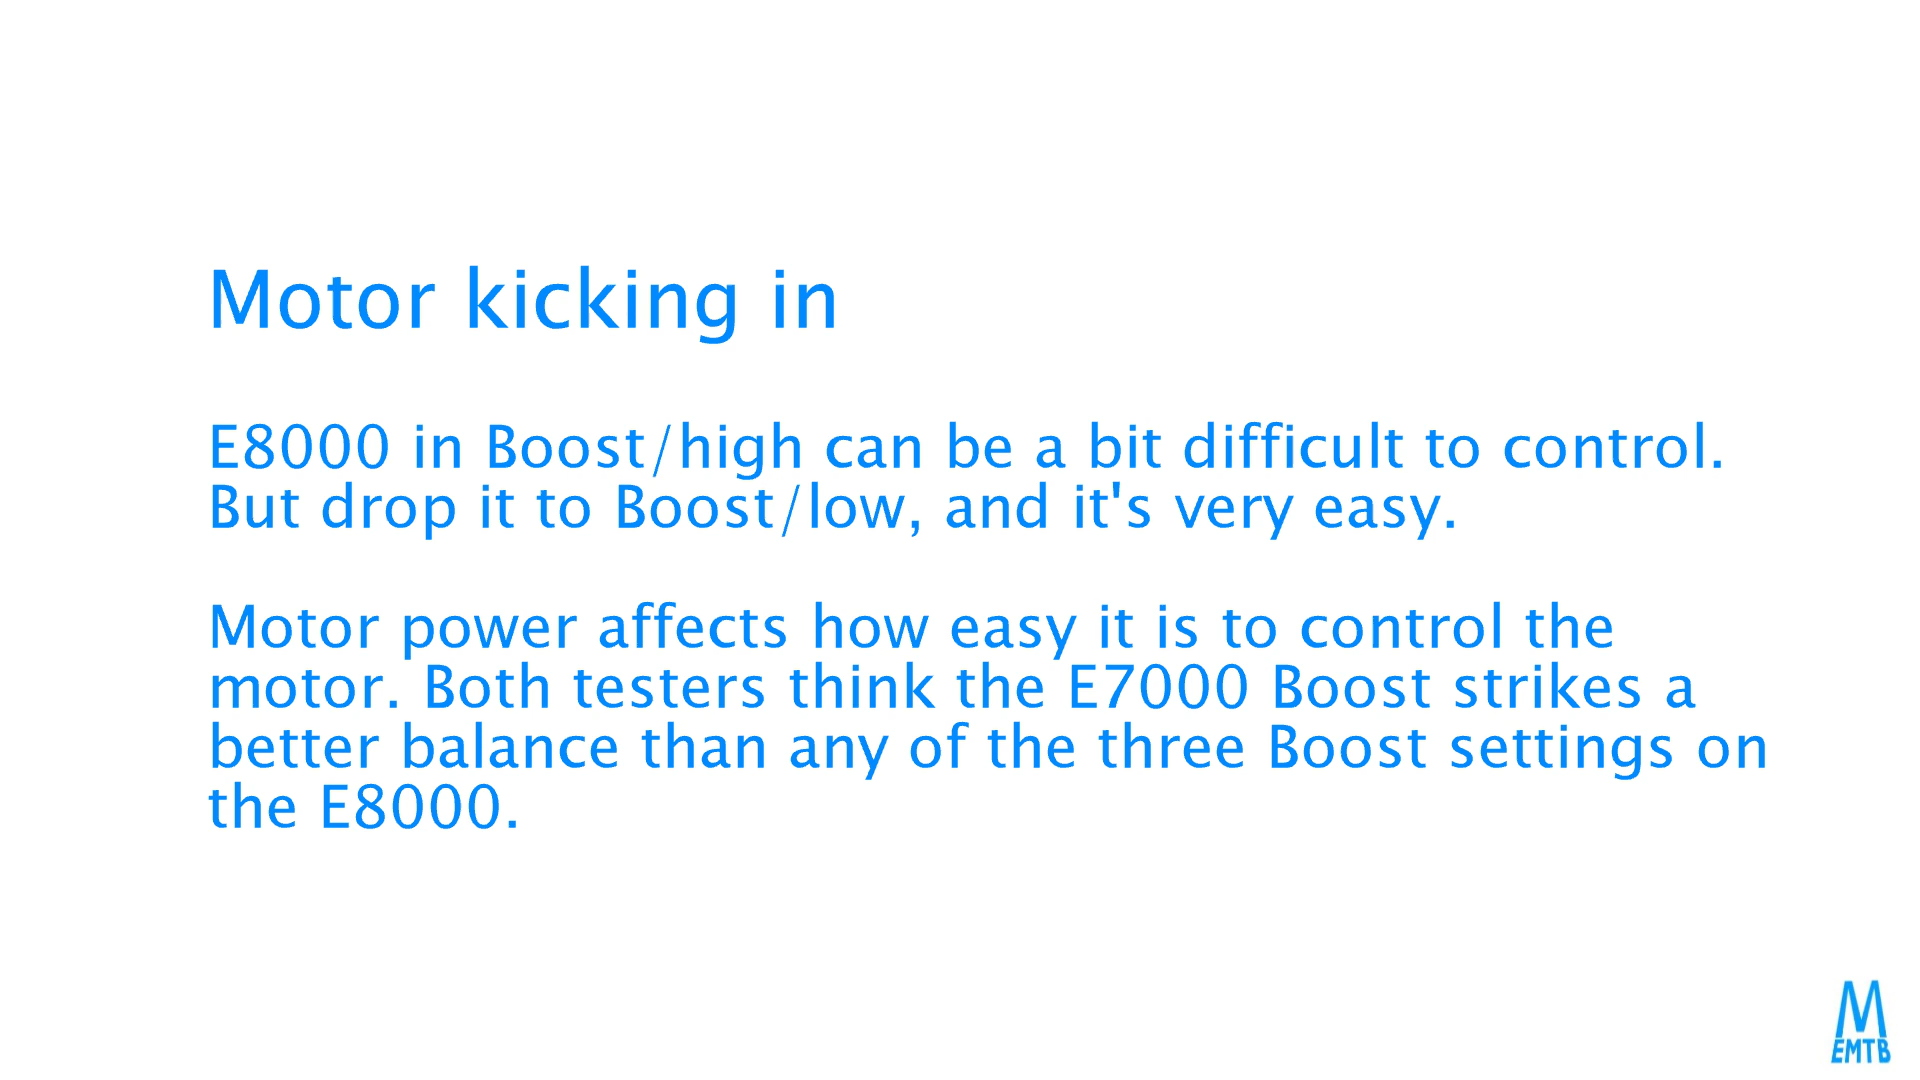 Motor kicking in
E8000 in Boost/high can be a bit difficult to control.
But drop it to Boost/low, and it's very easy.
Motor power affects how easy it is to control the
motor. Both testers think the E7000 Boost strikes a
better balance than any of the three Boost settings on
the E8000.
M
EMTB